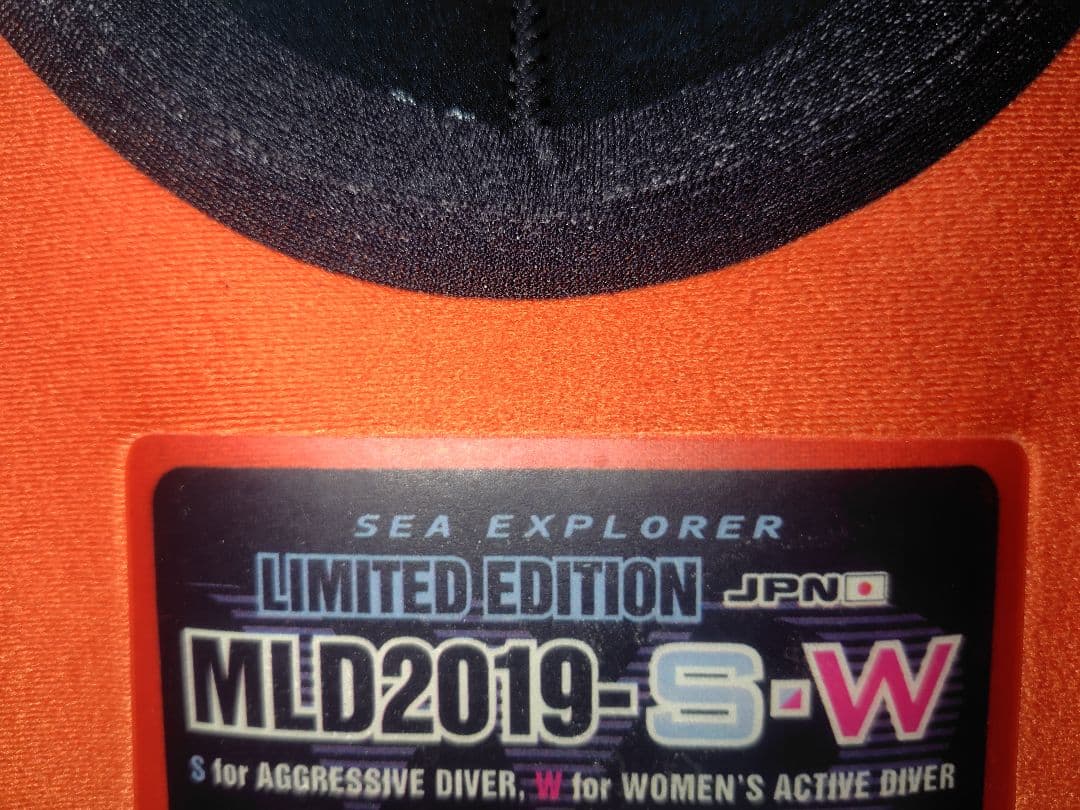 SEA EXPLORER
LIMITED EDITION JPN
MLD2019-S·W
S for AGGRESSIVE DIVER, W for WOMEN'S ACTIVE DIVER